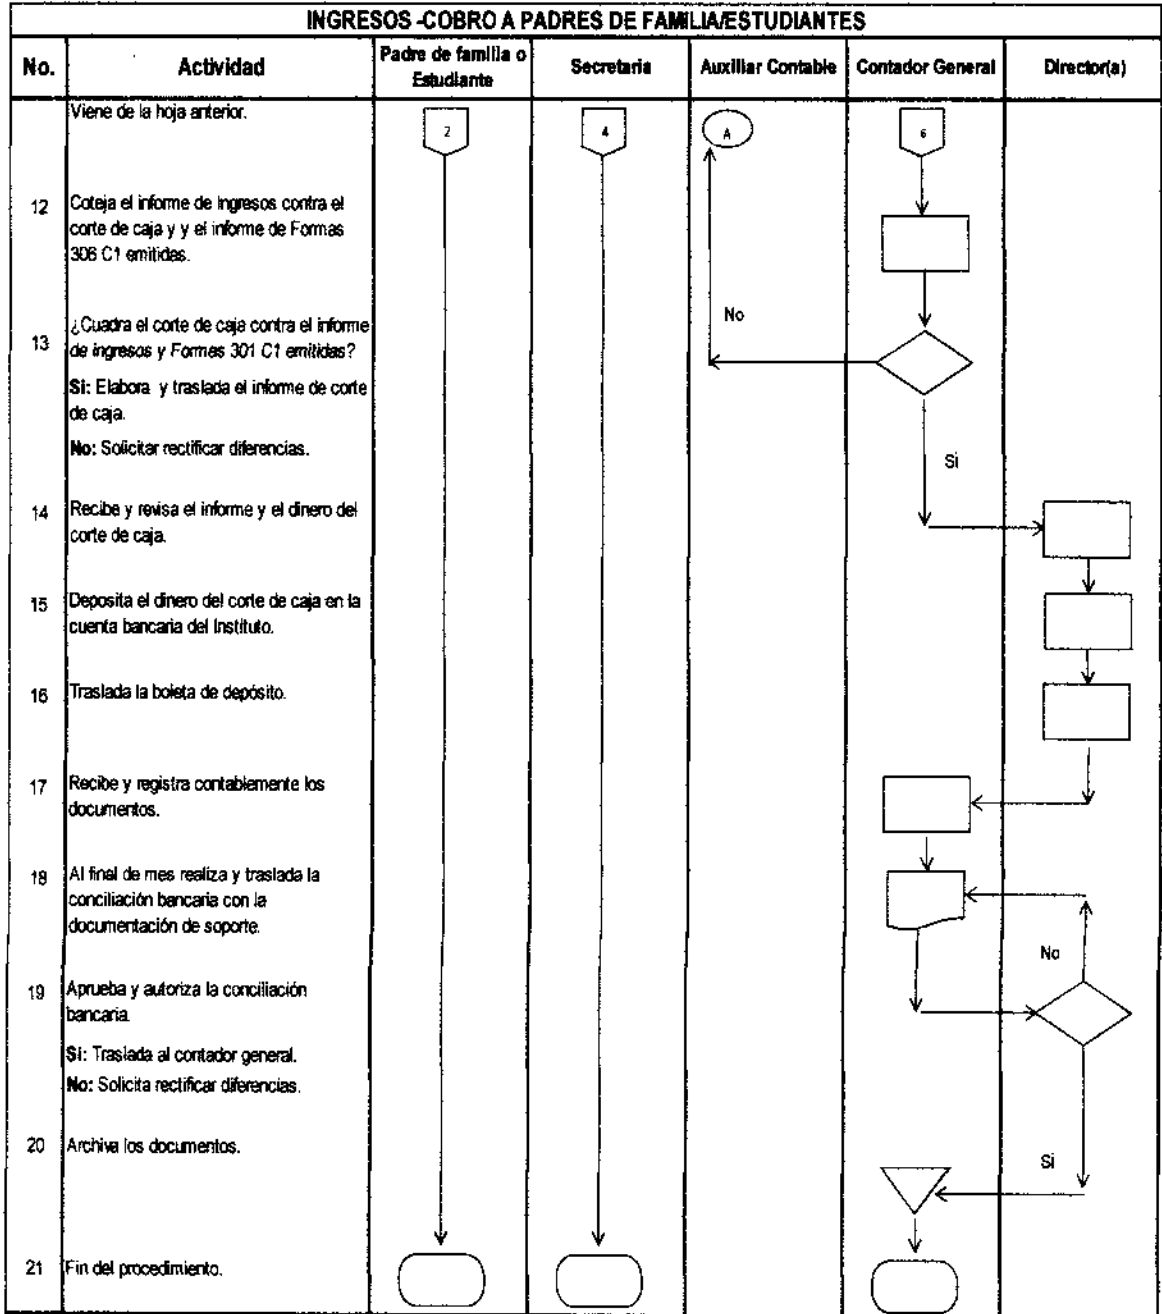 INGRESOS -COBRO A PADRES DE FAMILIA/ESTUDIANTES
No.
Actividad
Padre de familia o
Estudiante
Secretaria
Auxiliar Contable
Contador General
Director(a)
Viene de la hoja anterior.
2
4
A
6
12
Coteja el informe de ingresos contra el
corte de caja y y el informe de Formas
306 C1 emitidas.
13
¿Cuadra el corte de caja contra el informe
de ingresos y Formas 301 C1 emitidas?
Si: Elabora y traslada el informe de corte
de caja.
No: Solicitar rectificar diferencias.
No
Si
14
Recibe y revisa el informe y el dinero del
corte de caja.
15
Deposita el dinero del corte de caja en la
cuenta bancaria del Instituto.
16
Traslada la boleta de depósito.
17
Recibe y registra contablemente los
documentos.
18
Al final de mes realiza y traslada la
conciliación bancaria con la
documentación de soporte.
No
19
Aprueba y autoriza la conciliación
bancaria.
Si: Traslada al contador general.
No: Solicita rectificar diferencias.
20
Archiva los documentos.
Si
21
Fin del procedimiento.